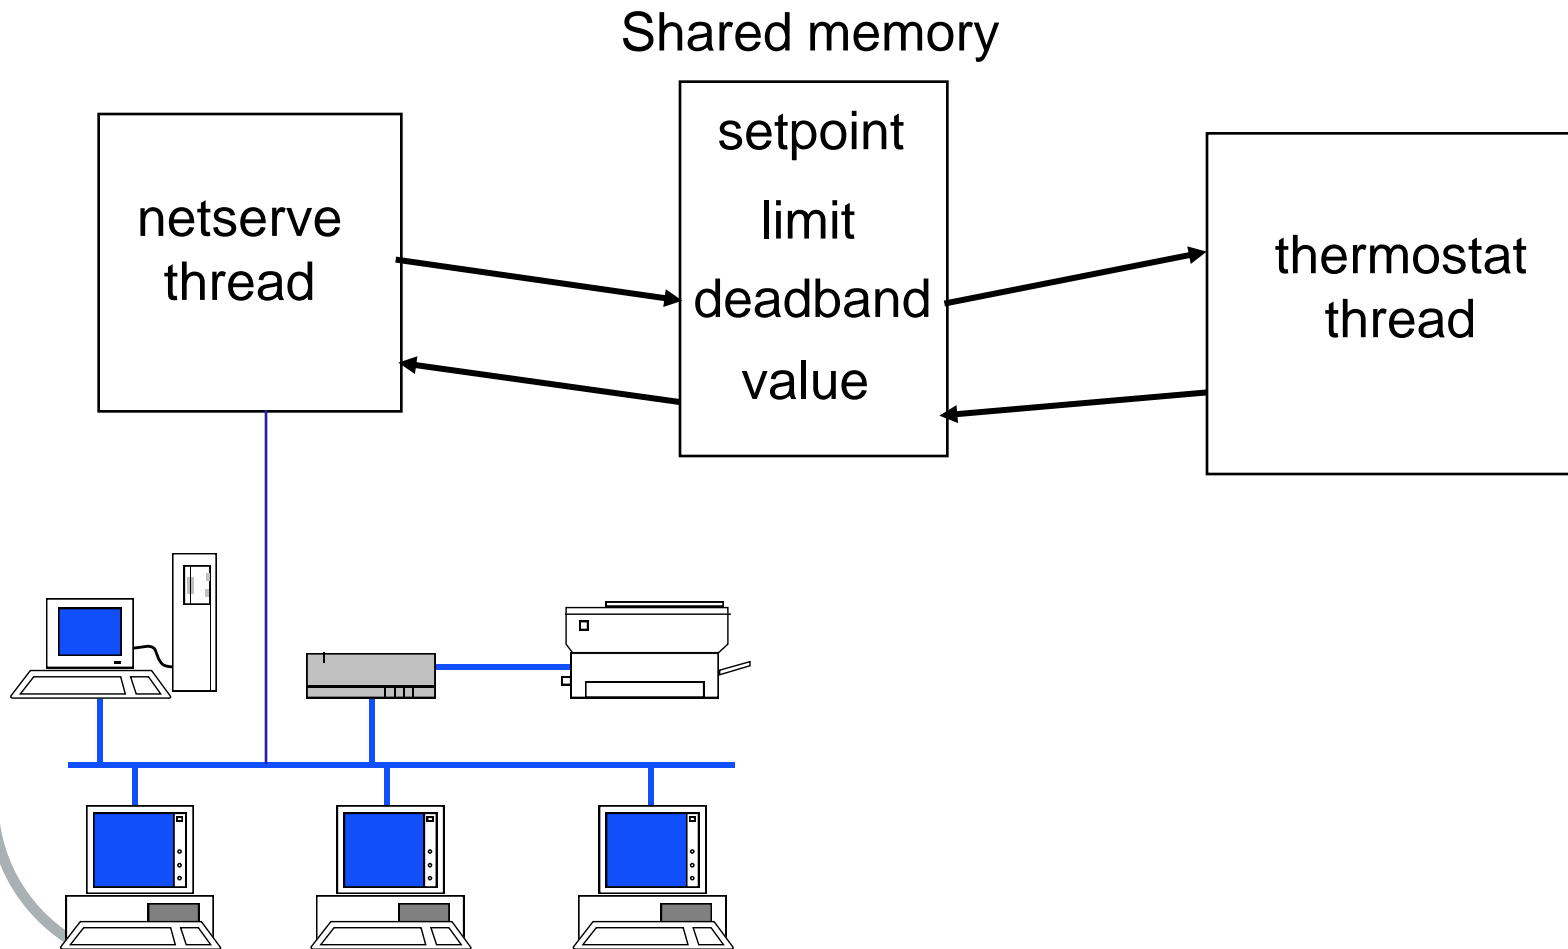 Shared memory
netserve
thread
setpoint
limit
deadband
value
thermostat
thread